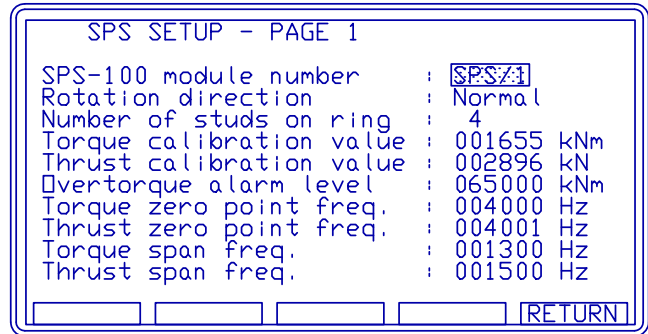 SPS SETUP - PAGE 1
SPS-100 module number : SPS/1
Rotation direction : Normal
Number of studs on ring : 4
Torque calibration value : 001655 kNm
Thrust calibration value : 002896 kN
Overtorque alarm level : 065000 kNm
Torque zero point freq. : 004000 Hz
Thrust zero point freq. : 004001 Hz
Torque span freq. : 001300 Hz
Thrust span freq. : 001500 Hz
RETURN